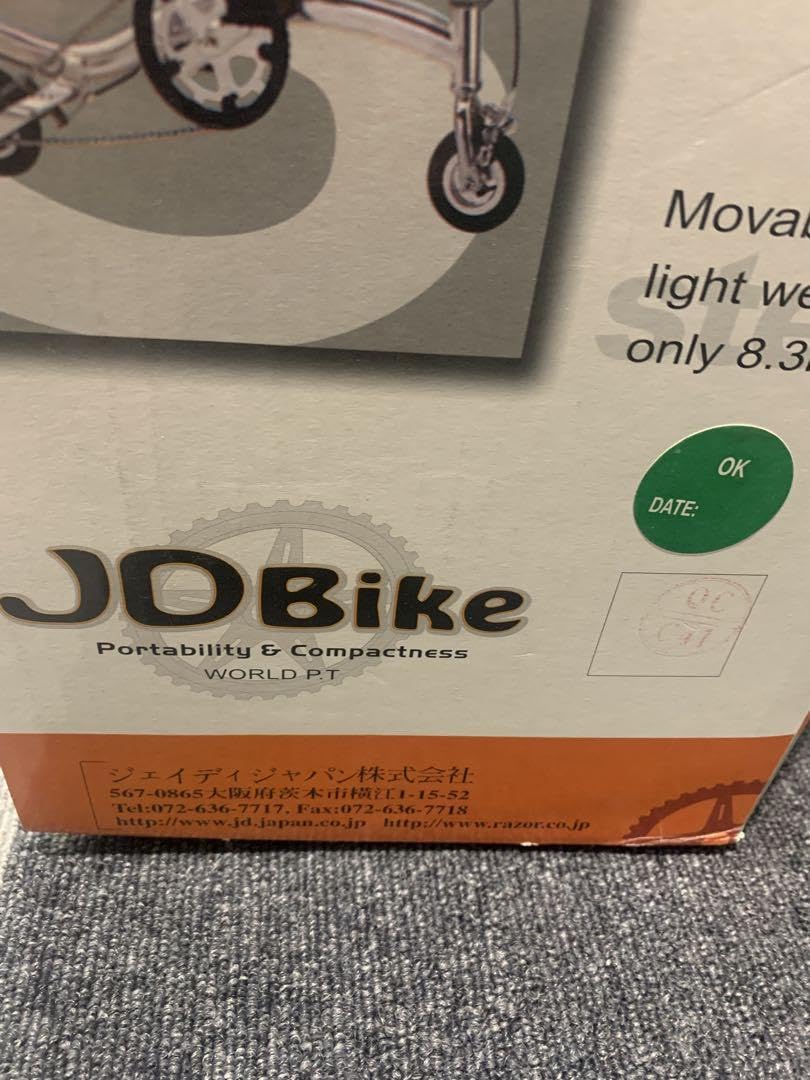 Movab
light we
only 8.3
OK
DATE:
JDBike
Portability & Compactness
WORLD P.T
QC
ジェイディジャパン株式会社
567-0865大阪府茨木市横江1-15-52
Tel:072-636-7717, Fax:072-636-7718
http://www.jd.japan.co.jp http://www.razor.co.jp